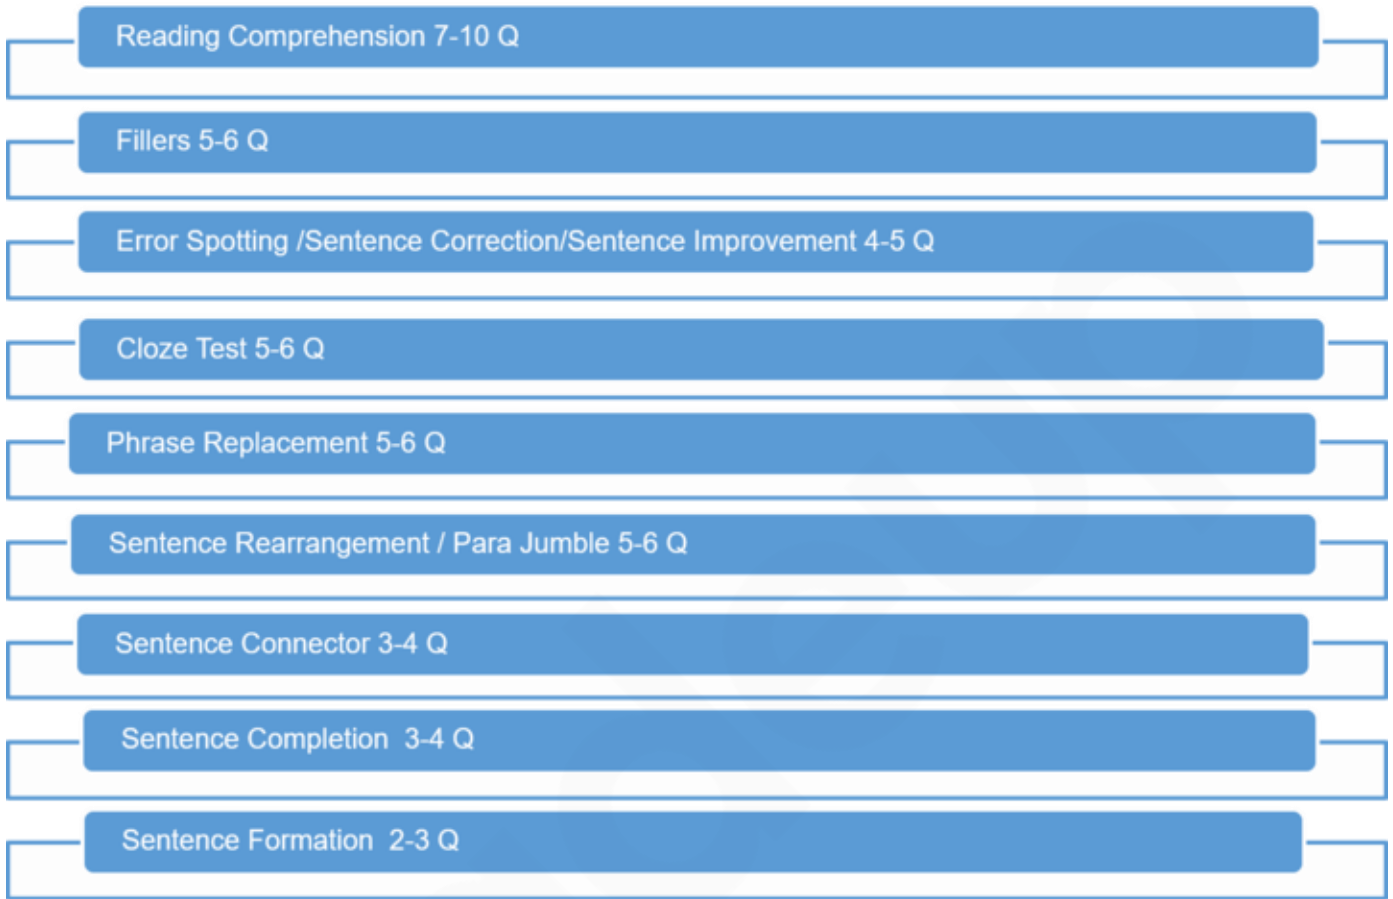 Reading Comprehension 7-10 Q
Fillers 5-6 Q
Error Spotting /Sentence Correction/Sentence Improvement 4-5 Q
Cloze Test 5-6 Q
Phrase Replacement 5-6 Q
Sentence Rearrangement / Para Jumble 5-6 Q
Sentence Connector 3-4 Q
Sentence Completion  3-4 Q
Sentence Formation  2-3 Q